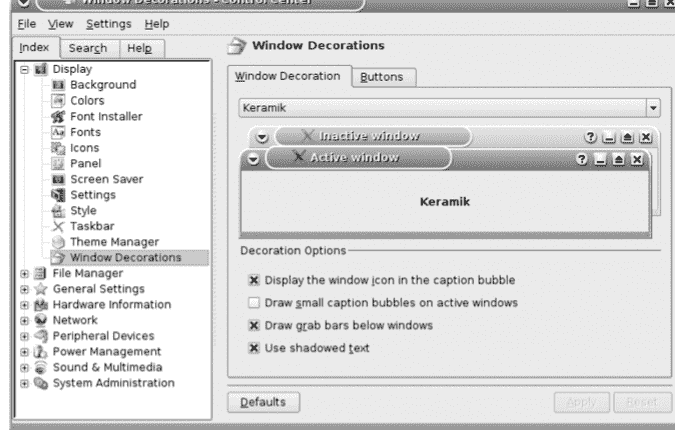 Window Decorations - Control Center
File View Settings Help
Index Search Help
Window Decorations
Display
Background
Colors
Font Installer
Fonts
Icons
Panel
Screen Saver
Settings
Style
Taskbar
Theme Manager
Window Decorations
File Manager
General Settings
Hardware Information
Network
Peripheral Devices
Power Management
Sound & Multimedia
System Administration
Window Decoration Buttons
Keramik
Inactive window
Active window
Keramik
Decoration Options
Display the window icon in the caption bubble
Draw small caption bubbles on active windows
Draw grab bars below windows
Use shadowed text
Defaults Apply Reset